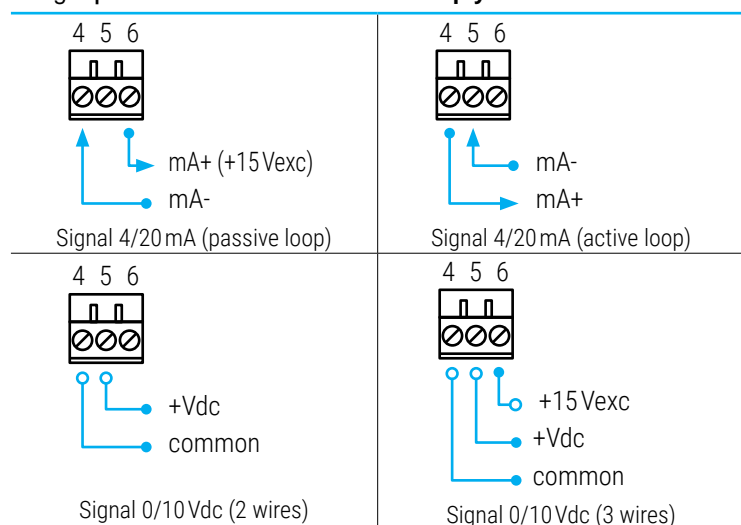 4 5 6
mA+ (+15 Vexc)
mA-
Signal 4/20 mA (passive loop)
4 5 6
mA-
mA+
Signal 4/20 mA (active loop)
4 5 6
+Vdc
common
Signal 0/10 Vdc (2 wires)
4 5 6
+15 Vexc
+Vdc
common
Signal 0/10 Vdc (3 wires)